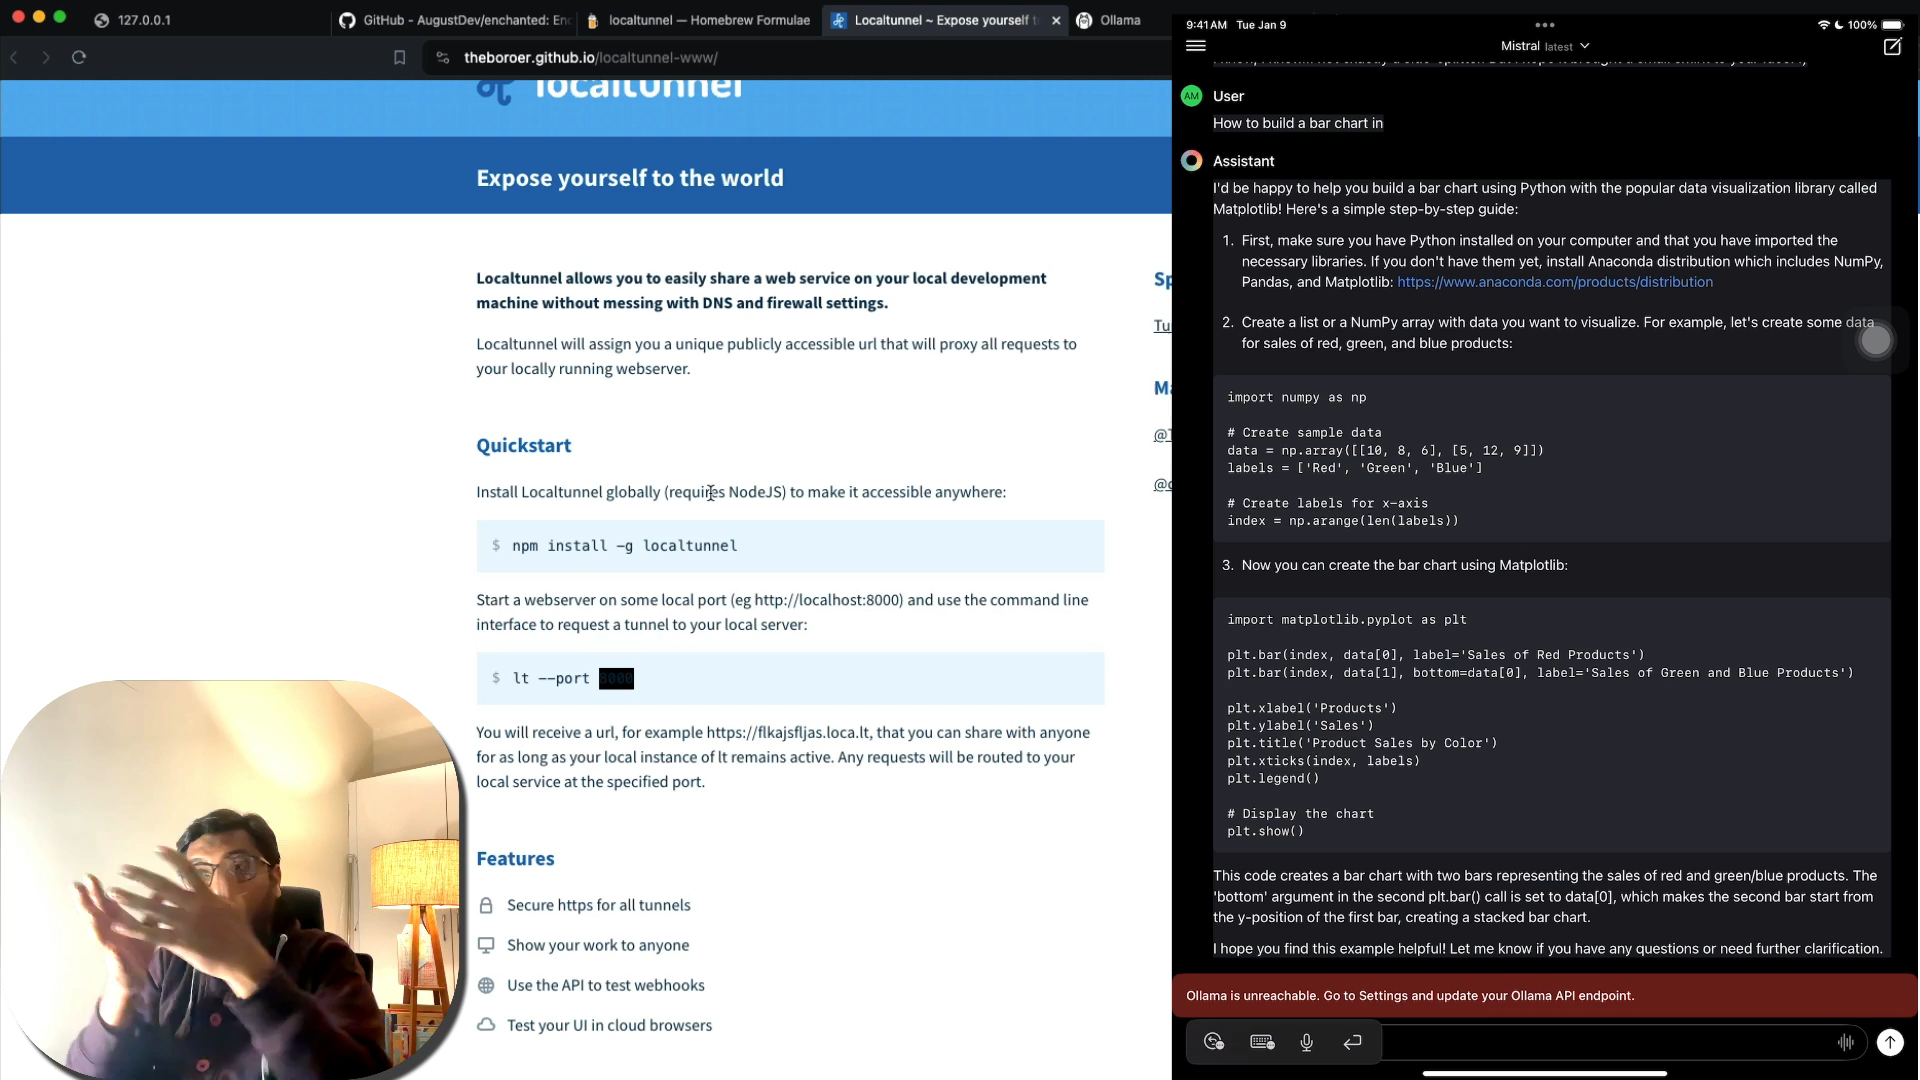 127.0.0.1
GitHub - AugustDev/enchanted: Enc
localtunnel — Homebrew Formulae
Localtunnel ~ Expose yourself t
Ollama
theboroer.github.io/localtunnel-www/
localtunnel
Expose yourself to the world
Localtunnel allows you to easily share a web service on your local development
machine without messing with DNS and firewall settings.
Localtunnel will assign you a unique publicly accessible url that will proxy all requests to
your locally running webserver.
Quickstart
Install Localtunnel globally (requires NodeJS) to make it accessible anywhere:
$ npm install -g localtunnel
Start a webserver on some local port (eg http://localhost:8000) and use the command line
interface to request a tunnel to your local server:
$ lt --port 8000
You will receive a url, for example https://flkajsfljas.loca.lt, that you can share with anyone
for as long as your local instance of lt remains active. Any requests will be routed to your
local service at the specified port.
Features
Secure https for all tunnels
Show your work to anyone
Use the API to test webhooks
Test your UI in cloud browsers
Sp
Tu
Ma
@T
@d
9:41 AM Tue Jan 9
100%
Mistral latest
AM
User
How to build a bar chart in
Assistant
I'd be happy to help you build a bar chart using Python with the popular data visualization library called
Matplotlib! Here's a simple step-by-step guide:
1. First, make sure you have Python installed on your computer and that you have imported the
necessary libraries. If you don't have them yet, install Anaconda distribution which includes NumPy,
Pandas, and Matplotlib: https://www.anaconda.com/products/distribution
2. Create a list or a NumPy array with data you want to visualize. For example, let's create some data
for sales of red, green, and blue products:
import numpy as np
# Create sample data
data = np.array([[10, 8, 6], [5, 12, 9]])
labels = ['Red', 'Green', 'Blue']
# Create labels for x-axis
index = np.arange(len(labels))
3. Now you can create the bar chart using Matplotlib:
import matplotlib.pyplot as plt
plt.bar(index, data[0], label='Sales of Red Products')
plt.bar(index, data[1], bottom=data[0], label='Sales of Green and Blue Products')
plt.xlabel('Products')
plt.ylabel('Sales')
plt.title('Product Sales by Color')
plt.xticks(index, labels)
plt.legend()
# Display the chart
plt.show()
This code creates a bar chart with two bars representing the sales of red and green/blue products. The
'bottom' argument in the second plt.bar() call is set to data[0], which makes the second bar start from
the y-position of the first bar, creating a stacked bar chart.
I hope you find this example helpful! Let me know if you have any questions or need further clarification.
Ollama is unreachable. Go to Settings and update your Ollama API endpoint.